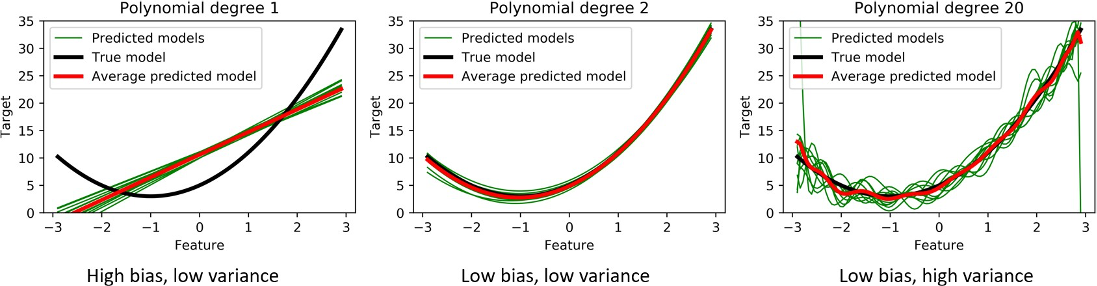 Polynomial degree 1
35
30
25
20
15
10
5
0
Target
Predicted models
True model
Average predicted model
−3 −2 −1 0 1 2 3
Feature
High bias, low variance
Polynomial degree 2
35
30
25
20
15
10
5
0
Target
Predicted models
True model
Average predicted model
−3 −2 −1 0 1 2 3
Feature
Low bias, low variance
Polynomial degree 20
35
30
25
20
15
10
5
0
Target
Predicted models
True model
Average predicted model
−3 −2 −1 0 1 2 3
Feature
Low bias, high variance